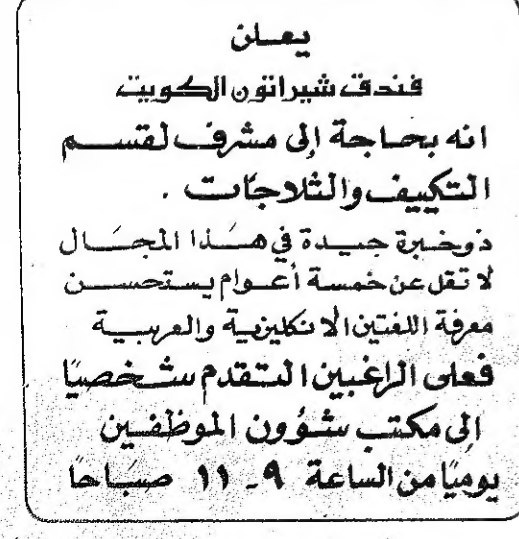 يعلن
فندق شيراتون الكويت
انه بحاجة إلى مشرف لقسم
التكييف والثلاجات .
ذو خبرة جيدة في هذا المجال
لا تقل عن خمسة أعوام يستحسن
معرفة اللغتين الانكليزية والعربية
فعلى الراغبين التقدم شخصيًا
إلى مكتب شؤون الموظفين
يوميًا من الساعة ٩ - ١١ صباحًا